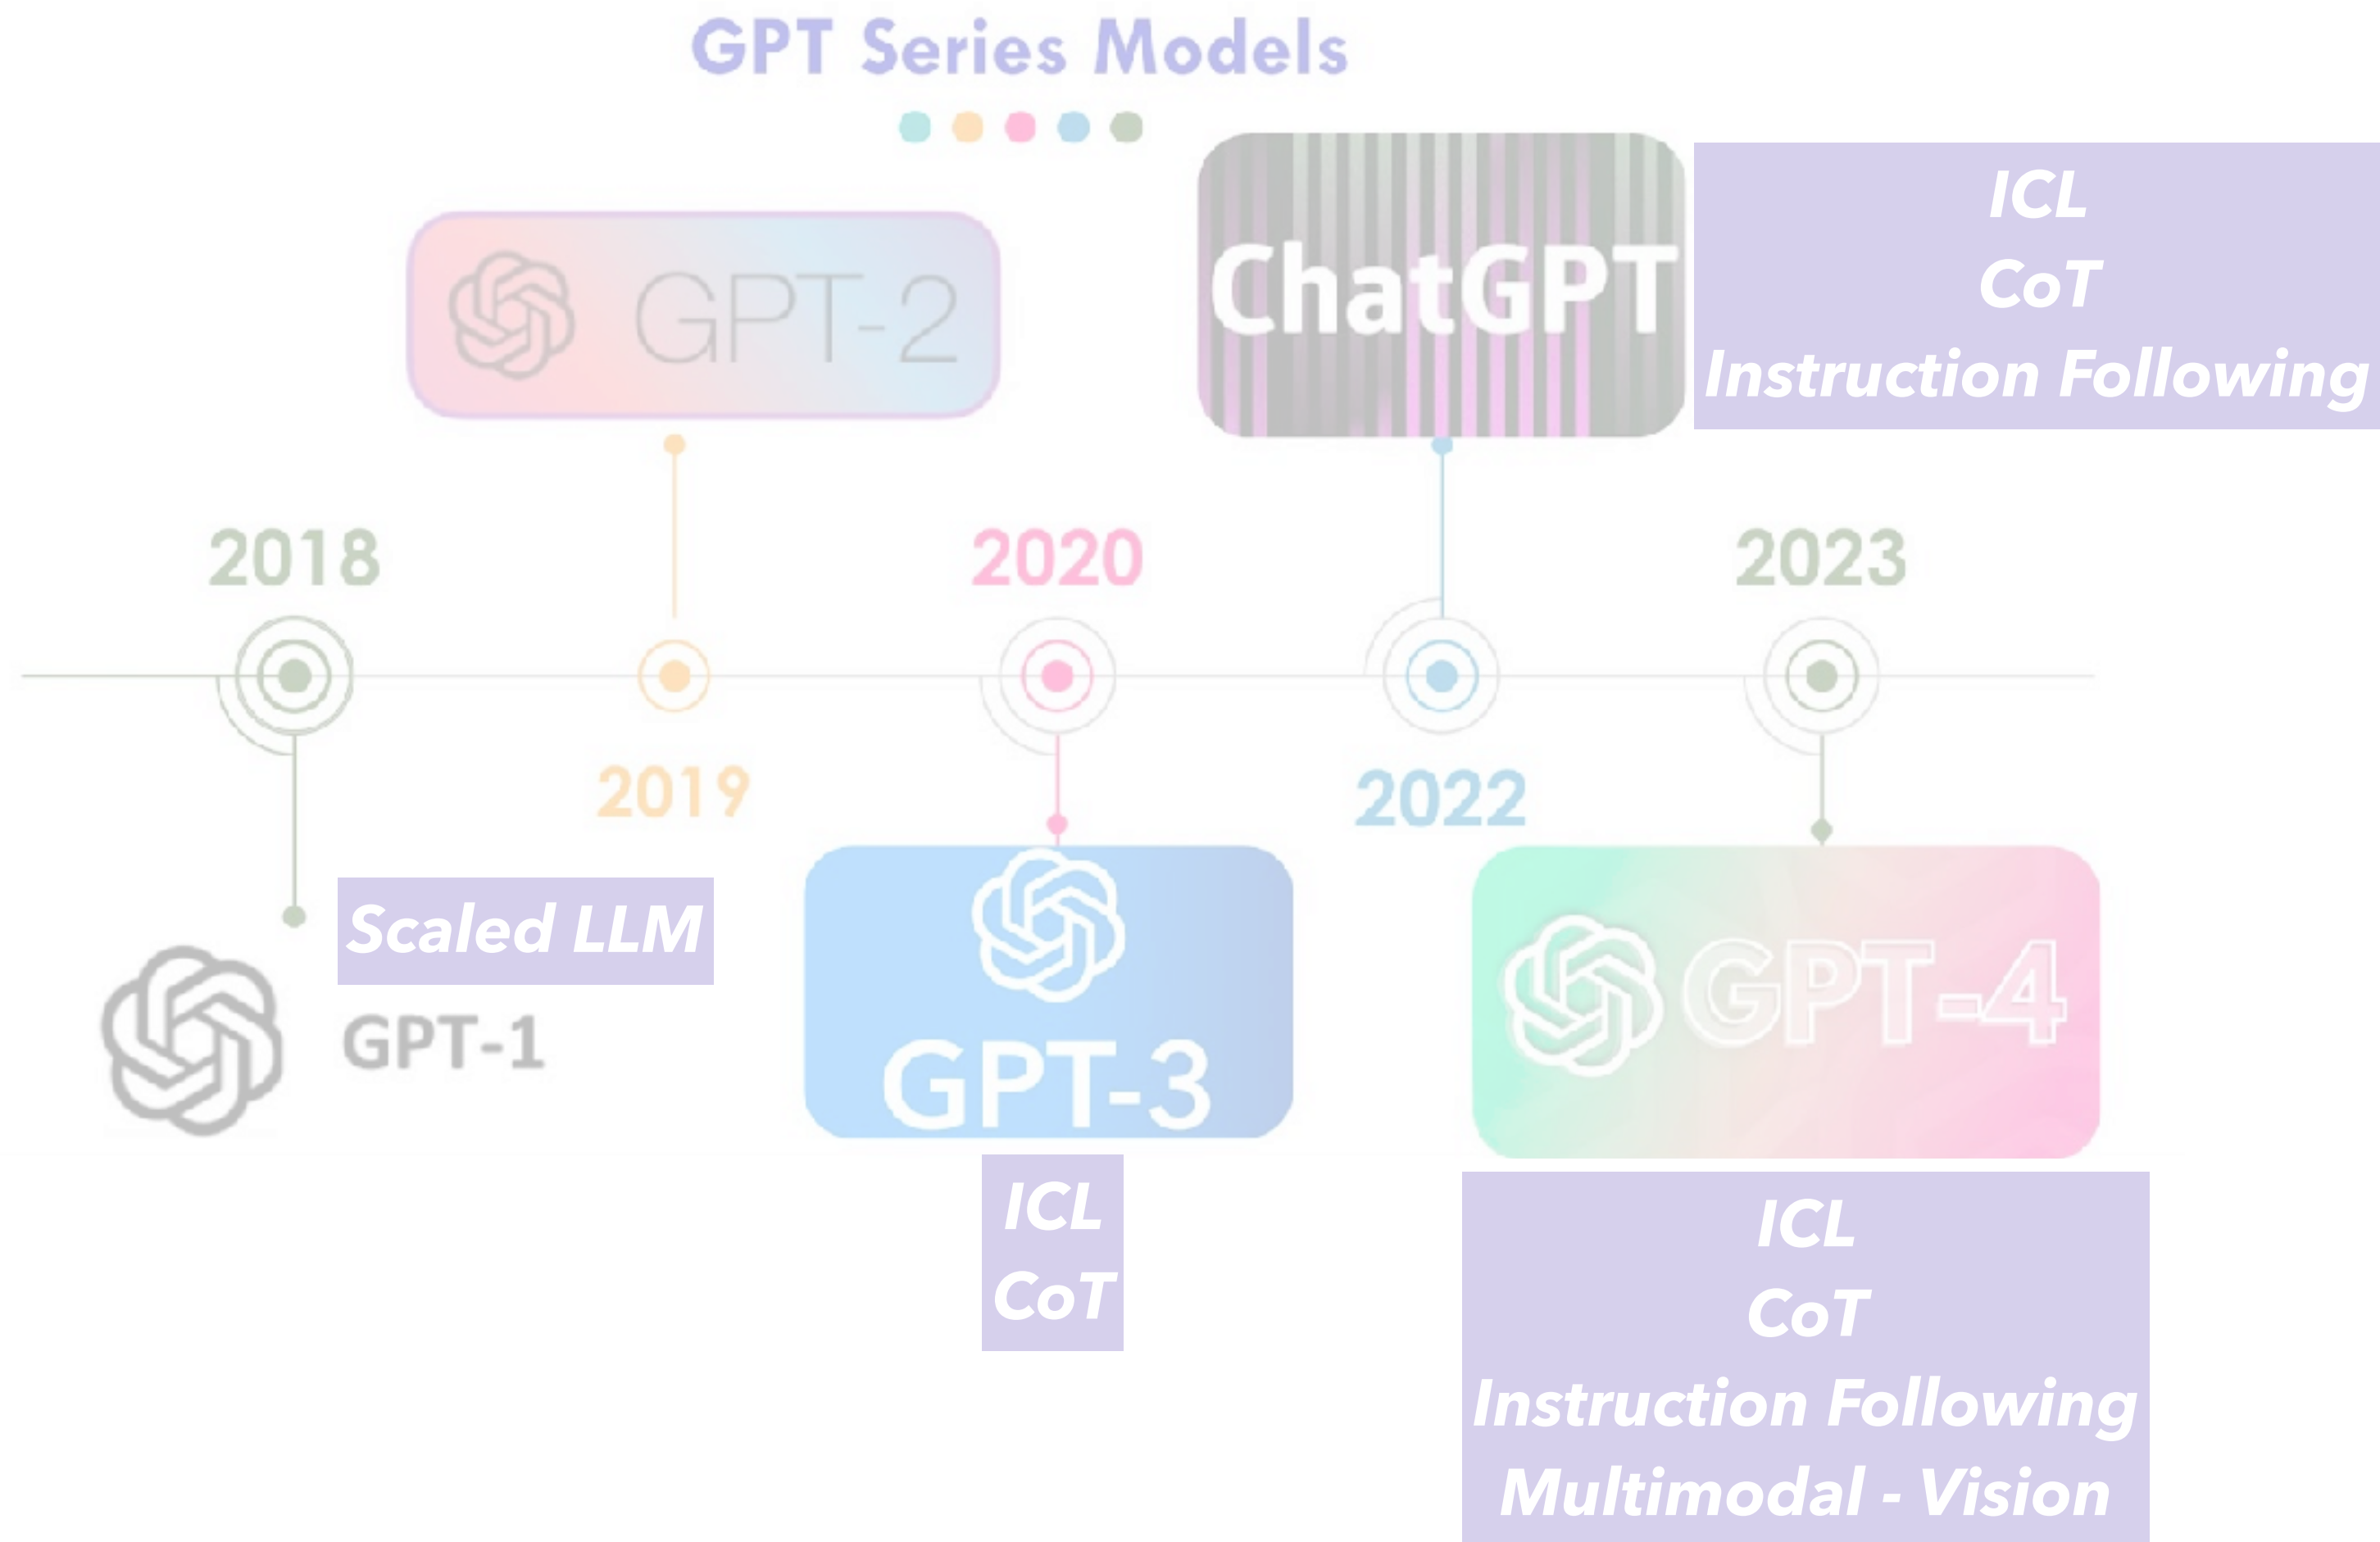 GPT Series Models
GPT-2
ChatGPT
ICL
CoT
Instruction Following
2018
2020
2023
2019
2022
Scaled LLM
GPT-1
GPT-3
GPT-4
ICL
CoT
ICL
CoT
Instruction Following
Multimodal - Vision